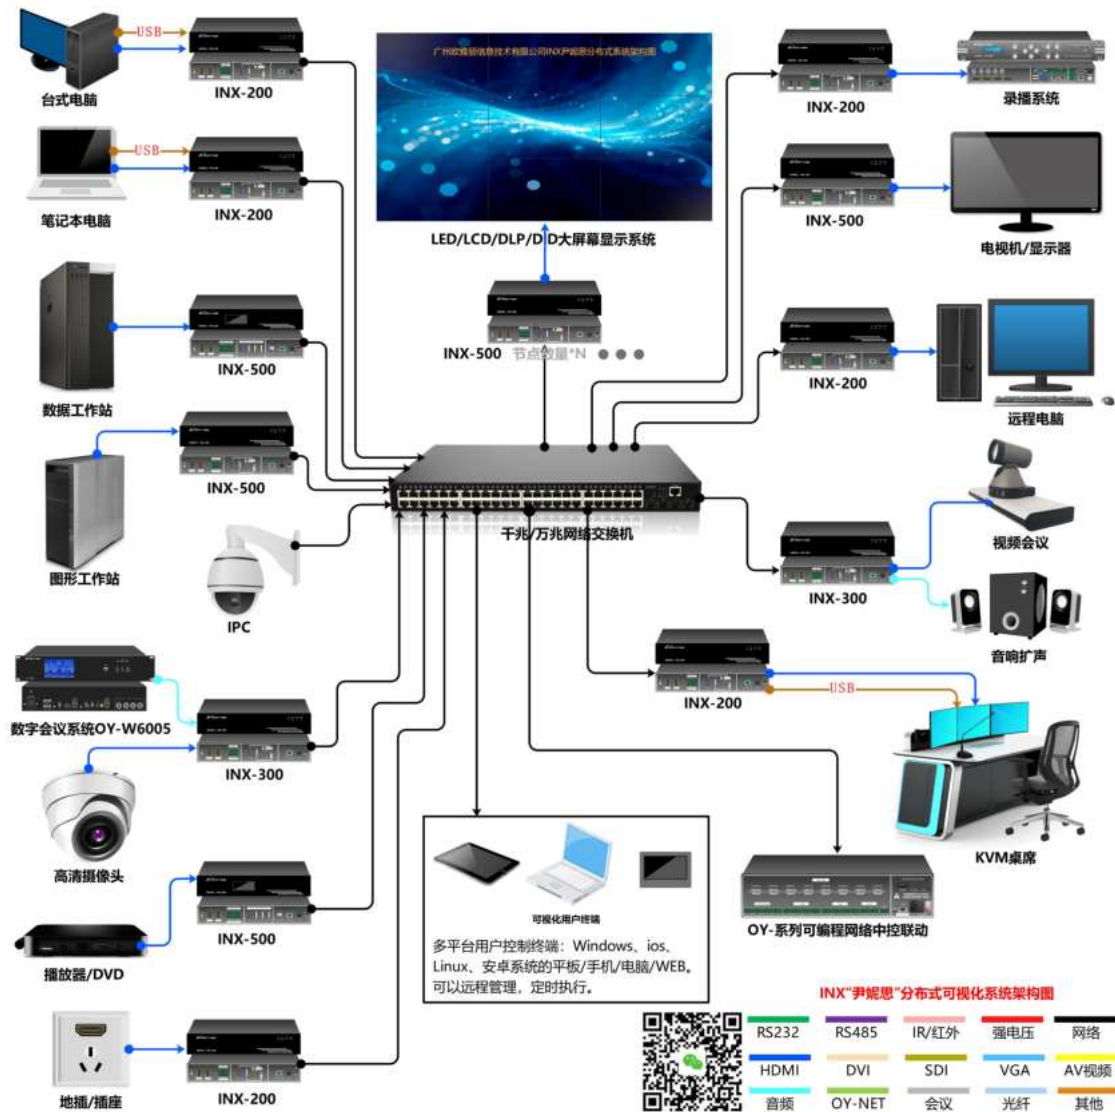 USB
台式电脑
INX-200
USB
笔记本电脑
INX-200
数据工作站
INX-500
图形工作站
INX-500
IPC
数字会议系统OY-W6005
INX-300
高清摄像头
播放器/DVD
INX-500
地插/插座
INX-200
LED/LCD/DLP/DID大屏幕显示系统
INX-500 节点数量*N
千兆/万兆网络交换机
INX-200
录播系统
INX-500
电视机/显示器
INX-200
远程电脑
视频会议
INX-300
音响扩声
INX-200
USB
KVM桌席
OY-系列可编程网络中控联动
可视化用户终端
多平台用户控制终端：Windows、ios、
Linux、安卓系统的平板/手机/电脑/WEB。
可以远程管理，定时执行。
INX“尹妮思”分布式可视化系统架构图
RS232 RS485 IR/红外 强电压 网络
HDMI DVI SDI VGA AV视频
音频 OY-NET 会议 光纤 其他